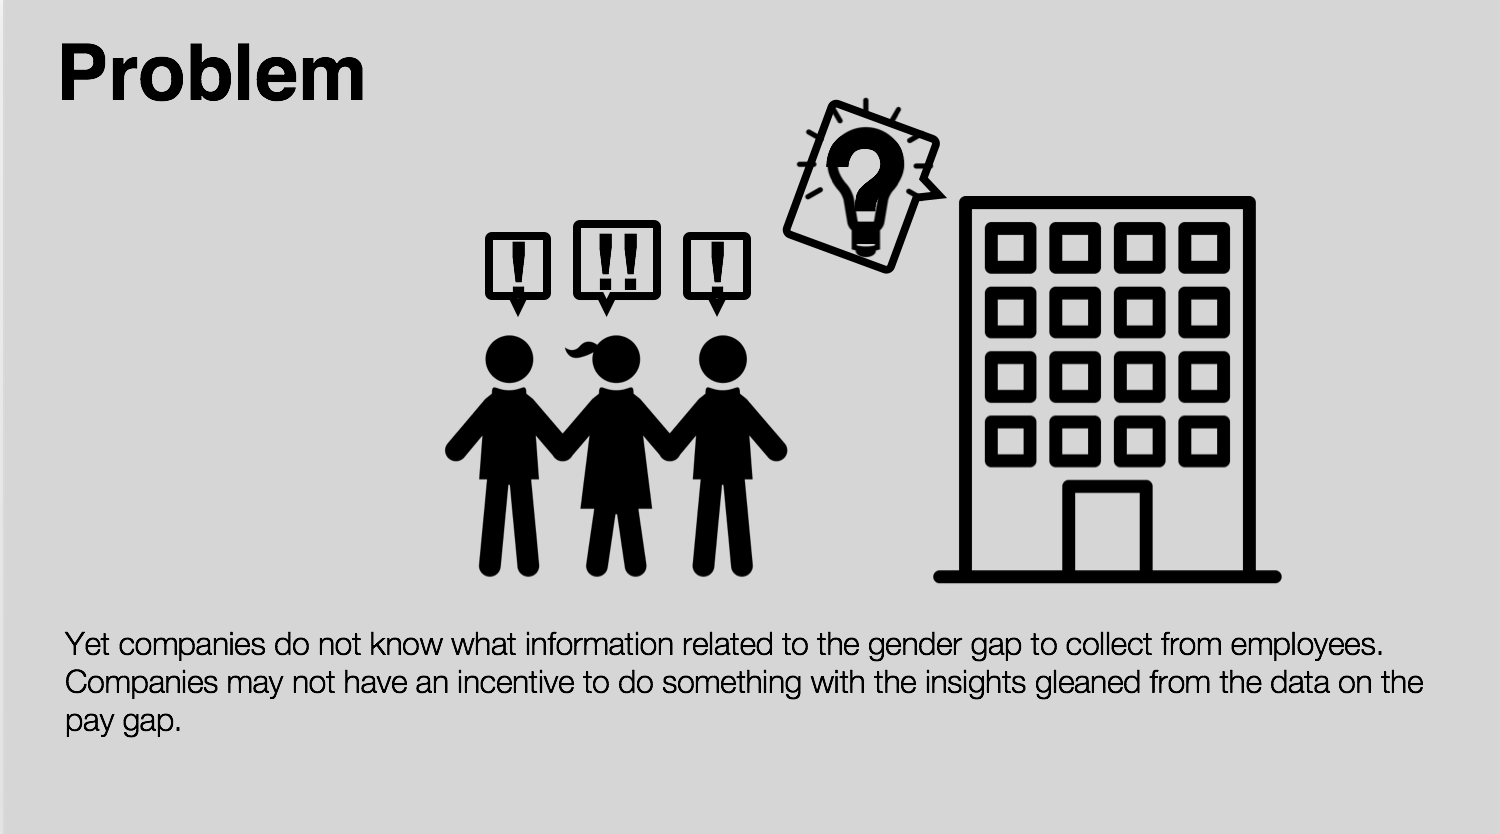 Problem
?
! !! !
Yet companies do not know what information related to the gender gap to collect from employees.
Companies may not have an incentive to do something with the insights gleaned from the data on the
pay gap.